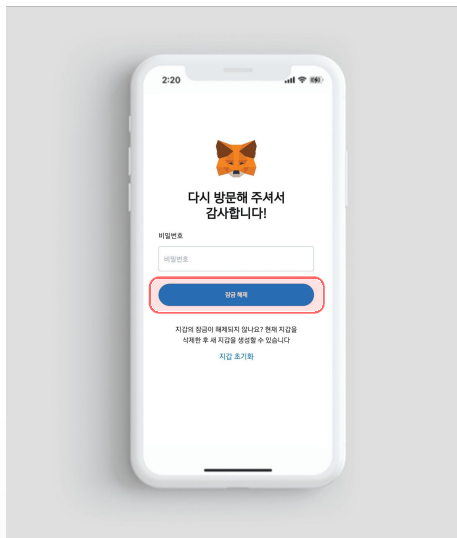 2:20
다시 방문해 주셔서
감사합니다!
비밀번호
비밀번호
잠금 해제
지갑의 잠금이 해제되지 않나요? 현재 지갑을
삭제한 후 새 지갑을 생성할 수 있습니다
지갑 초기화